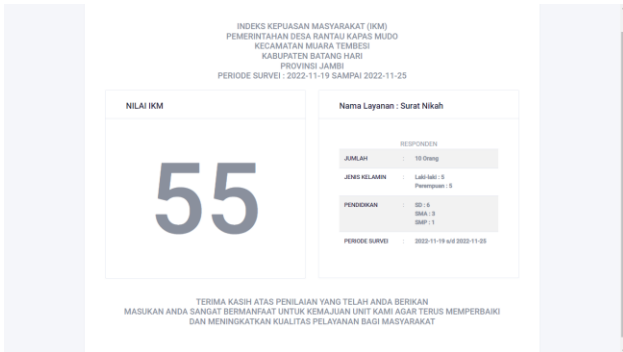 INDEKS KEPUASAN MASYARAKAT (IKM)
PEMERINTAHAN DESA RANTAU KAPAS MUDO
KECAMATAN MUARA TEMBESI
KABUPATEN BATANG HARI
PROVINSI JAMBI
PERIODE SURVEI : 2022-11-19 SAMPAI 2022-11-25
NILAI IKM
55
Nama Layanan : Surat Nikah
RESPONDEN
JUMLAH : 10 Orang
JENIS KELAMIN : Laki-laki : 5
Perempuan : 5
PENDIDIKAN : SD : 6
SMA : 3
SMP : 1
PERIODE SURVEI : 2022-11-19 s/d 2022-11-25
TERIMA KASIH ATAS PENILAIAN YANG TELAH ANDA BERIKAN
MASUKAN ANDA SANGAT BERMANFAAT UNTUK KEMAJUAN UNIT KAMI AGAR TERUS MEMPERBAIKI
DAN MENINGKATKAN KUALITAS PELAYANAN BAGI MASYARAKAT